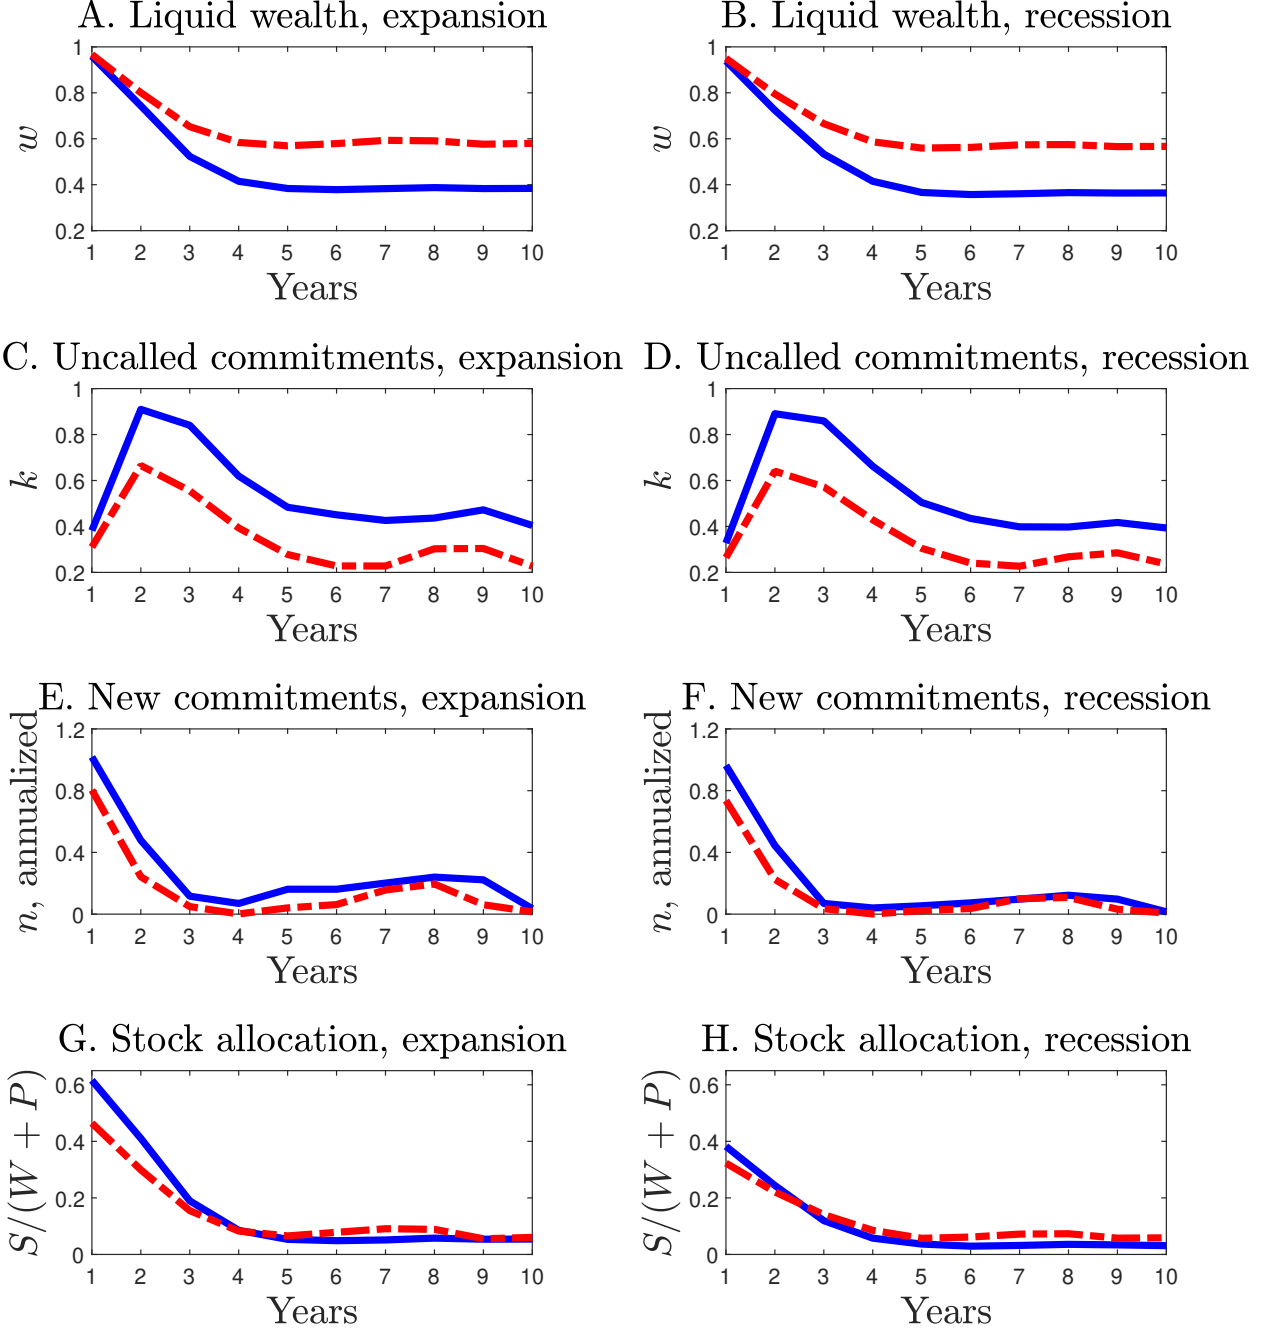 A. Liquid wealth, expansion
1
0.8
0.6
0.4
0.2
w
1 2 3 4 5 6 7 8 9 10
Years
B. Liquid wealth, recession
1
0.8
0.6
0.4
0.2
w
1 2 3 4 5 6 7 8 9 10
Years
C. Uncalled commitments, expansion
1
0.8
0.6
0.4
0.2
k
1 2 3 4 5 6 7 8 9 10
Years
D. Uncalled commitments, recession
1
0.8
0.6
0.4
0.2
k
1 2 3 4 5 6 7 8 9 10
Years
E. New commitments, expansion
1.2
0.8
0.4
0
n, annualized
1 2 3 4 5 6 7 8 9 10
Years
F. New commitments, recession
1.2
0.8
0.4
0
n, annualized
1 2 3 4 5 6 7 8 9 10
Years
G. Stock allocation, expansion
0.6
0.4
0.2
0
S/(W + P)
1 2 3 4 5 6 7 8 9 10
Years
H. Stock allocation, recession
0.6
0.4
0.2
0
S/(W + P)
1 2 3 4 5 6 7 8 9 10
Years